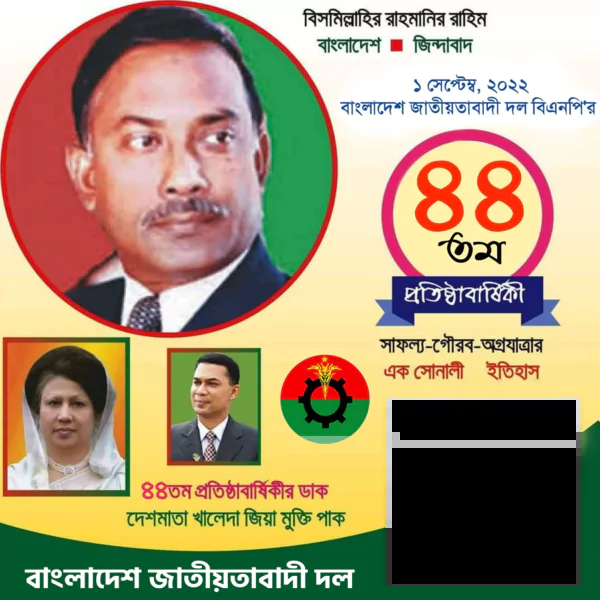 বিসমিল্লাহির রাহমানির রাহিম
বাংলাদেশ জিন্দাবাদ
১ সেপ্টেম্বর, ২০২২
বাংলাদেশ জাতীয়তাবাদী দল বিএনপি'র
৪৪
তম
প্রতিষ্ঠাবার্ষিকী
সাফল্য-গৌরব-অগ্রযাত্রার
এক সোনালী ইতিহাস
৪৪তম প্রতিষ্ঠাবার্ষিকীর ডাক
দেশমাতা খালেদা জিয়া মুক্তি পাক
বাংলাদেশ জাতীয়তাবাদী দল